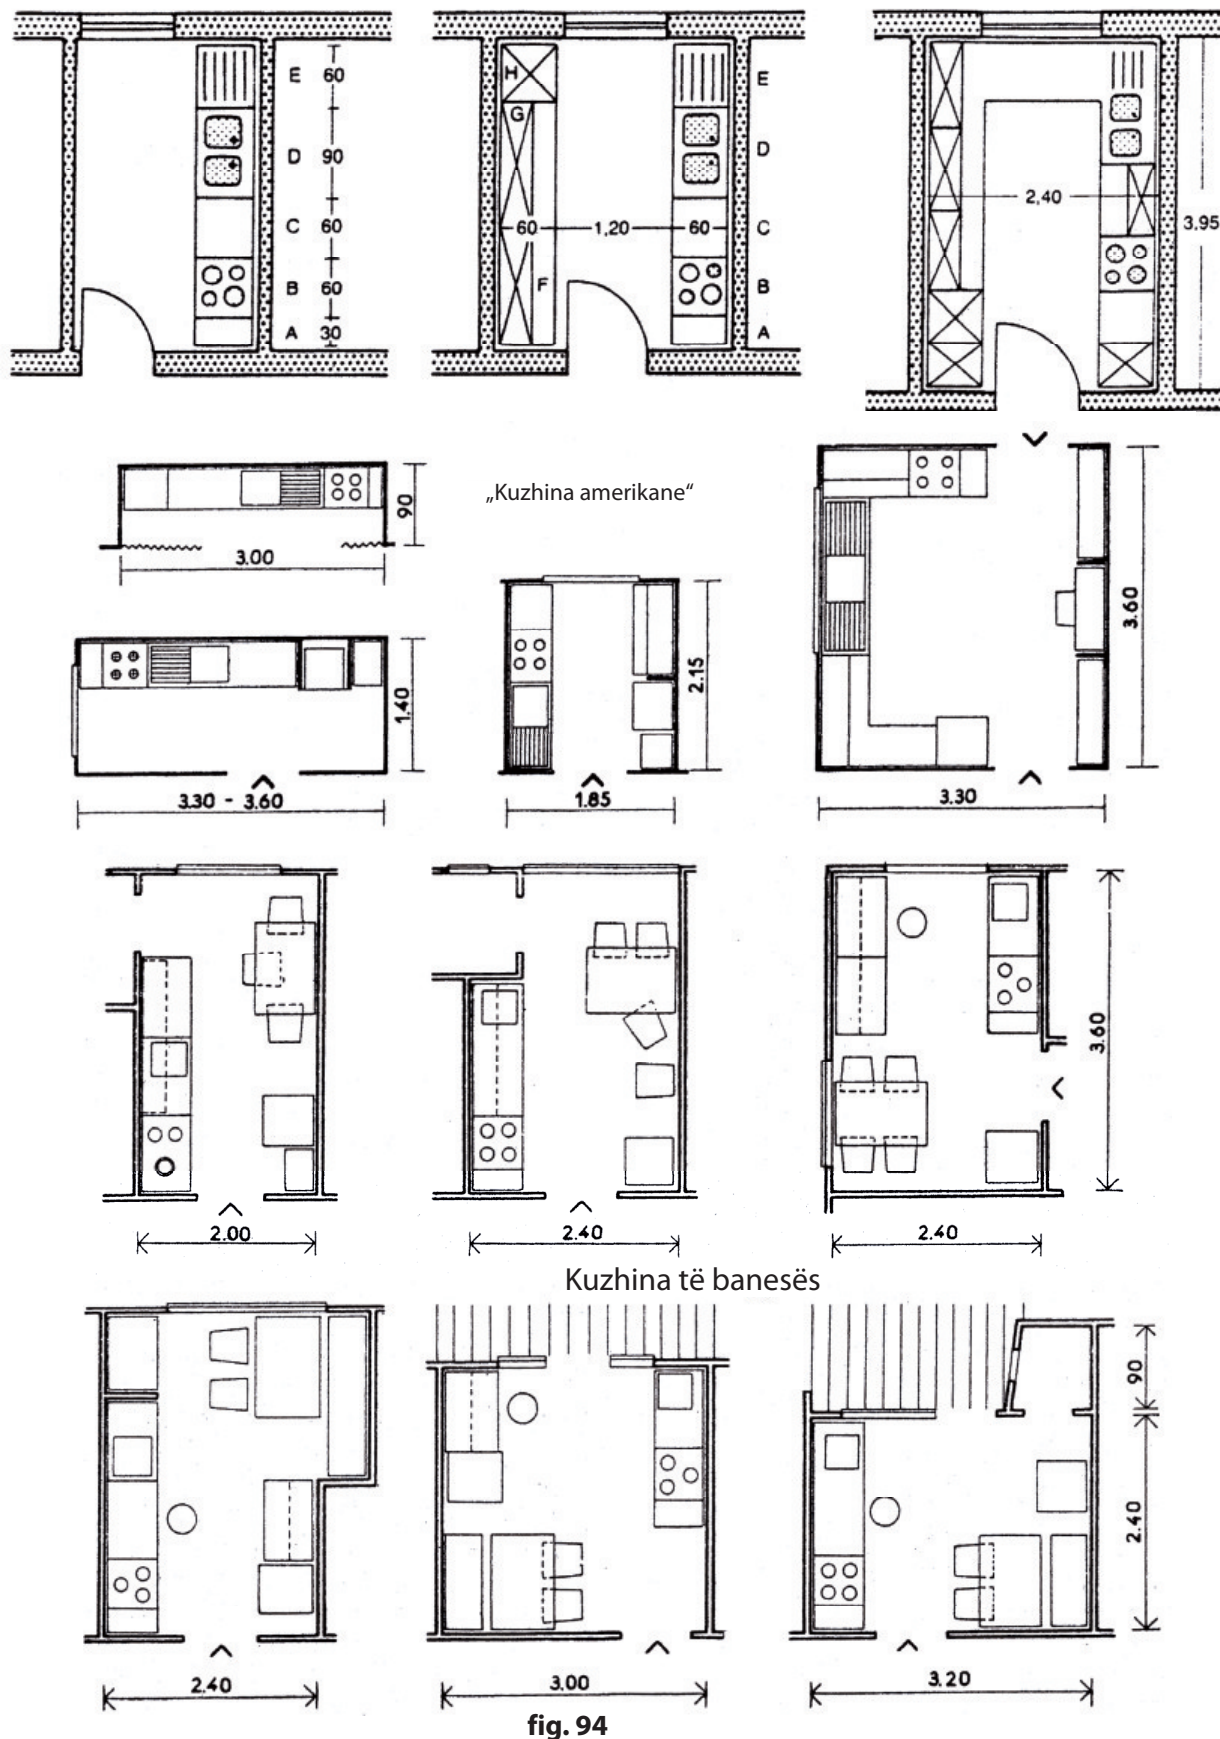 E 60
D 90
C 60
B 60
A 30
H
G
F
60 1,20 60
E
D
C
B
A
2,40
3,95
90
3.00
„Kuzhina amerikane“
1.40
3.30 - 3.60
2.15
1.85
3.60
3.30
2.00
2.40
3.60
2.40
Kuzhina të banesës
2.40
3.00
90
2.40
3.20
fig. 94